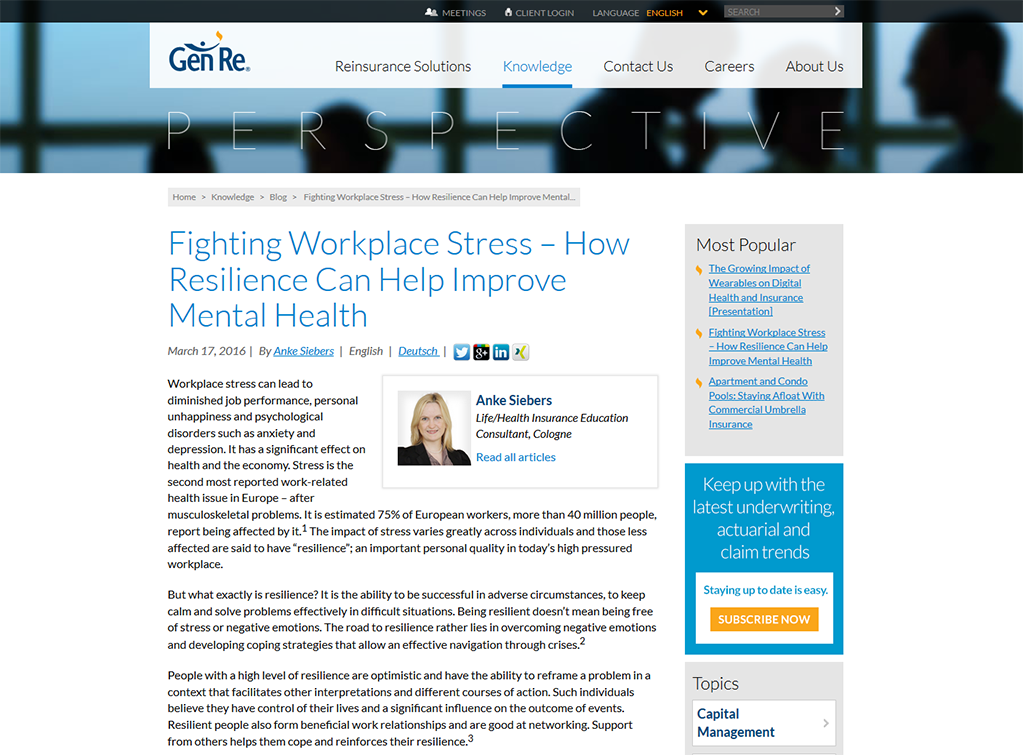 MEETINGS
CLIENT LOGIN
LANGUAGE ENGLISH
SEARCH
Gen Re®
Reinsurance Solutions
Knowledge
Contact Us
Careers
About Us
PERSPECTIVE
Home > Knowledge > Blog > Fighting Workplace Stress – How Resilience Can Help Improve Mental...
Fighting Workplace Stress – How
Resilience Can Help Improve
Mental Health
March 17, 2016 | By Anke Siebers | English | Deutsch |
Workplace stress can lead to
diminished job performance, personal
unhappiness and psychological
disorders such as anxiety and
depression. It has a significant effect on
health and the economy. Stress is the
second most reported work-related
health issue in Europe – after
musculoskeletal problems. It is estimated 75% of European workers, more than 40 million people,
report being affected by it.1 The impact of stress varies greatly across individuals and those less
affected are said to have “resilience”; an important personal quality in today’s high pressured
workplace.
Anke Siebers
Life/Health Insurance Education
Consultant, Cologne
Read all articles
But what exactly is resilience? It is the ability to be successful in adverse circumstances, to keep
calm and solve problems effectively in difficult situations. Being resilient doesn’t mean being free
of stress or negative emotions. The road to resilience rather lies in overcoming negative emotions
and developing coping strategies that allow an effective navigation through crises.2
People with a high level of resilience are optimistic and have the ability to reframe a problem in a
context that facilitates other interpretations and different courses of action. Such individuals
believe they have control of their lives and a significant influence on the outcome of events.
Resilient people also form beneficial work relationships and are good at networking. Support
from others helps them cope and reinforces their resilience.3
Most Popular
The Growing Impact of
Wearables on Digital
Health and Insurance
[Presentation]
Fighting Workplace Stress
– How Resilience Can Help
Improve Mental Health
Apartment and Condo
Pools: Staying Afloat With
Commercial Umbrella
Insurance
Keep up with the
latest underwriting,
actuarial and
claim trends
Staying up to date is easy.
SUBSCRIBE NOW
Topics
Capital
Management